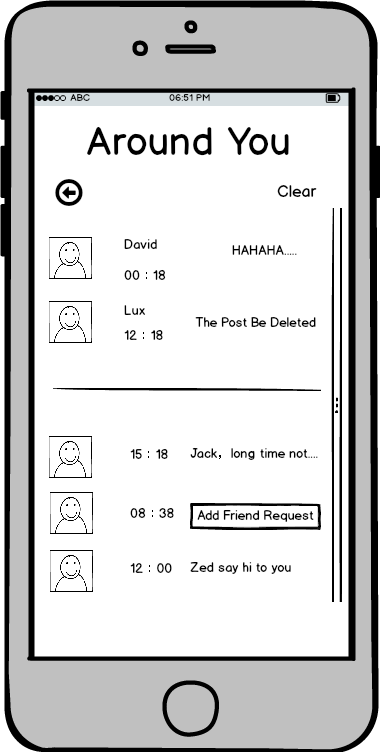 ABC 06:51 PM
Around You
Clear
David
HAHAHA.....
00 : 18
Lux
12 : 18
The Post Be Deleted
15 : 18 Jack, long time not....
08 : 38 Add Friend Request
12 : 00 Zed say hi to you